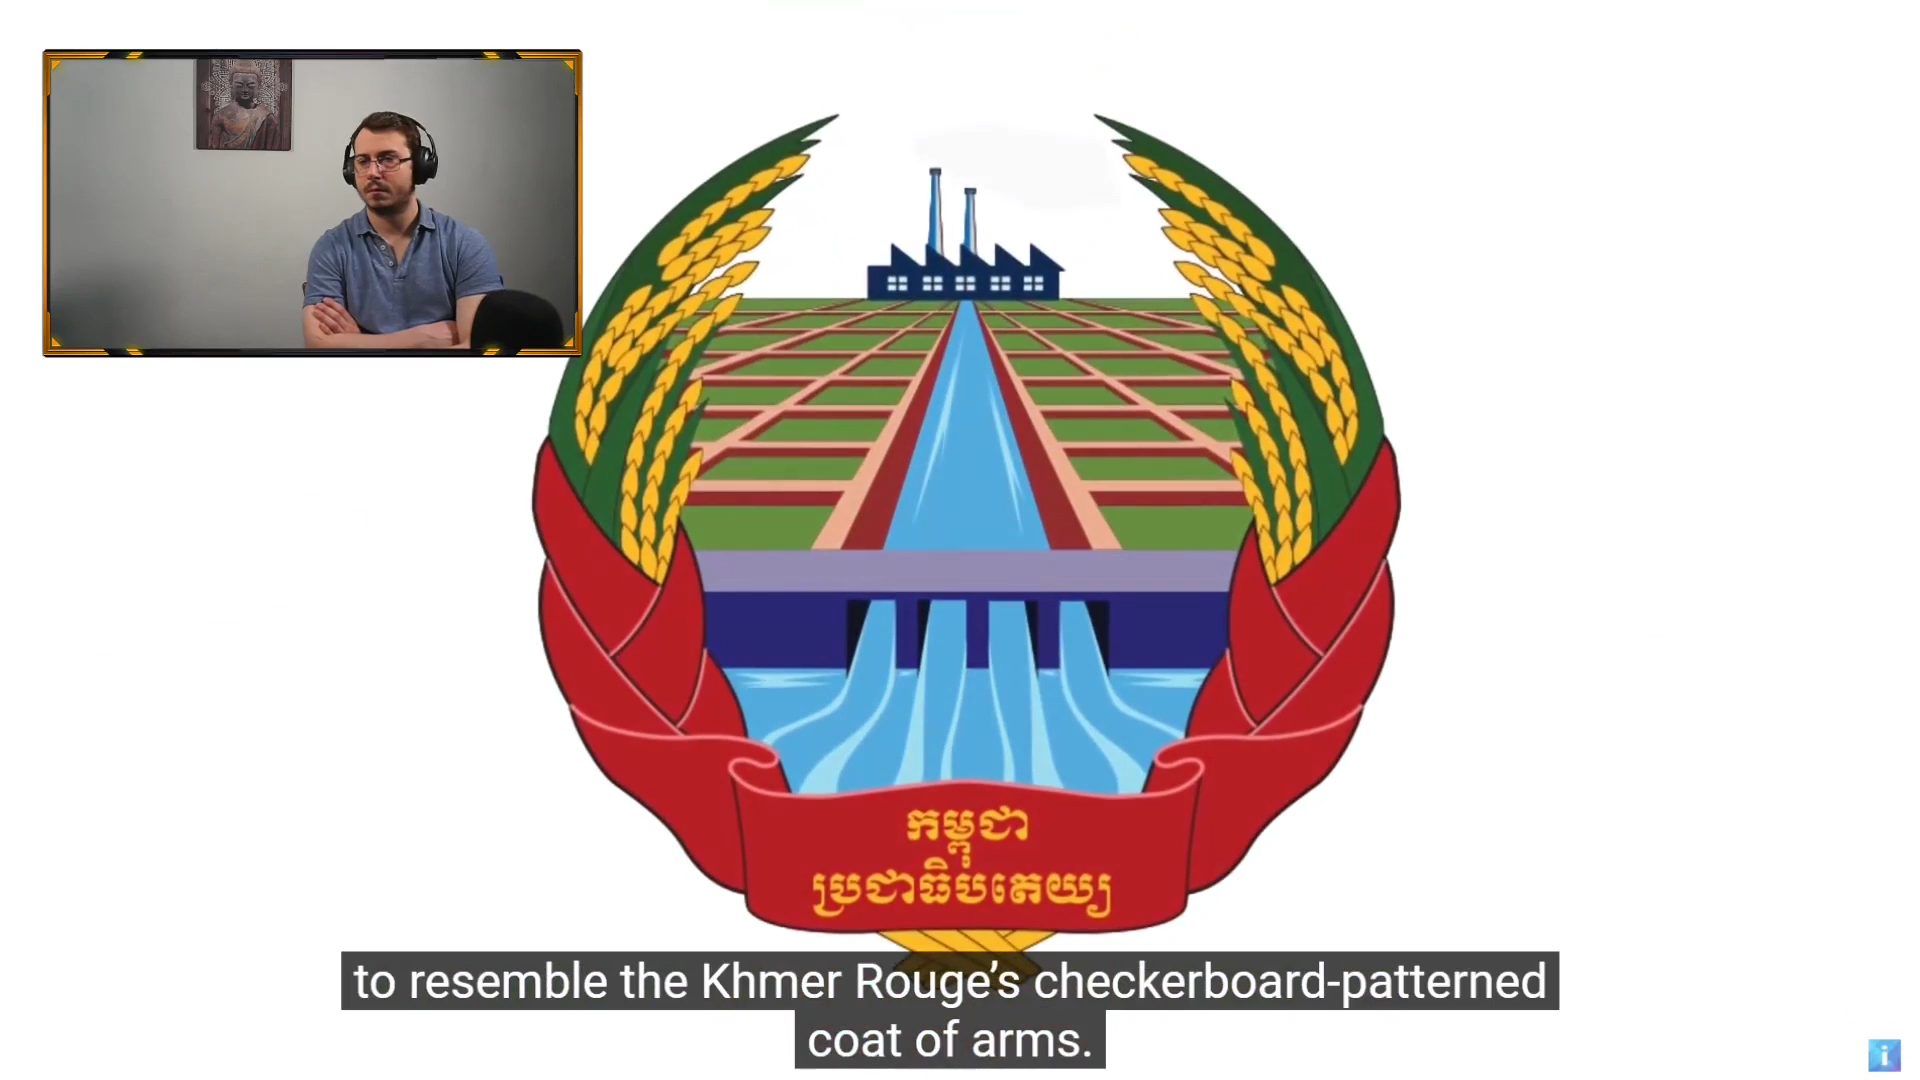 កម្ពុជា
ប្រជាធិបតេយ្យ
to resemble the Khmer Rouge’s checkerboard-patterned
coat of arms.